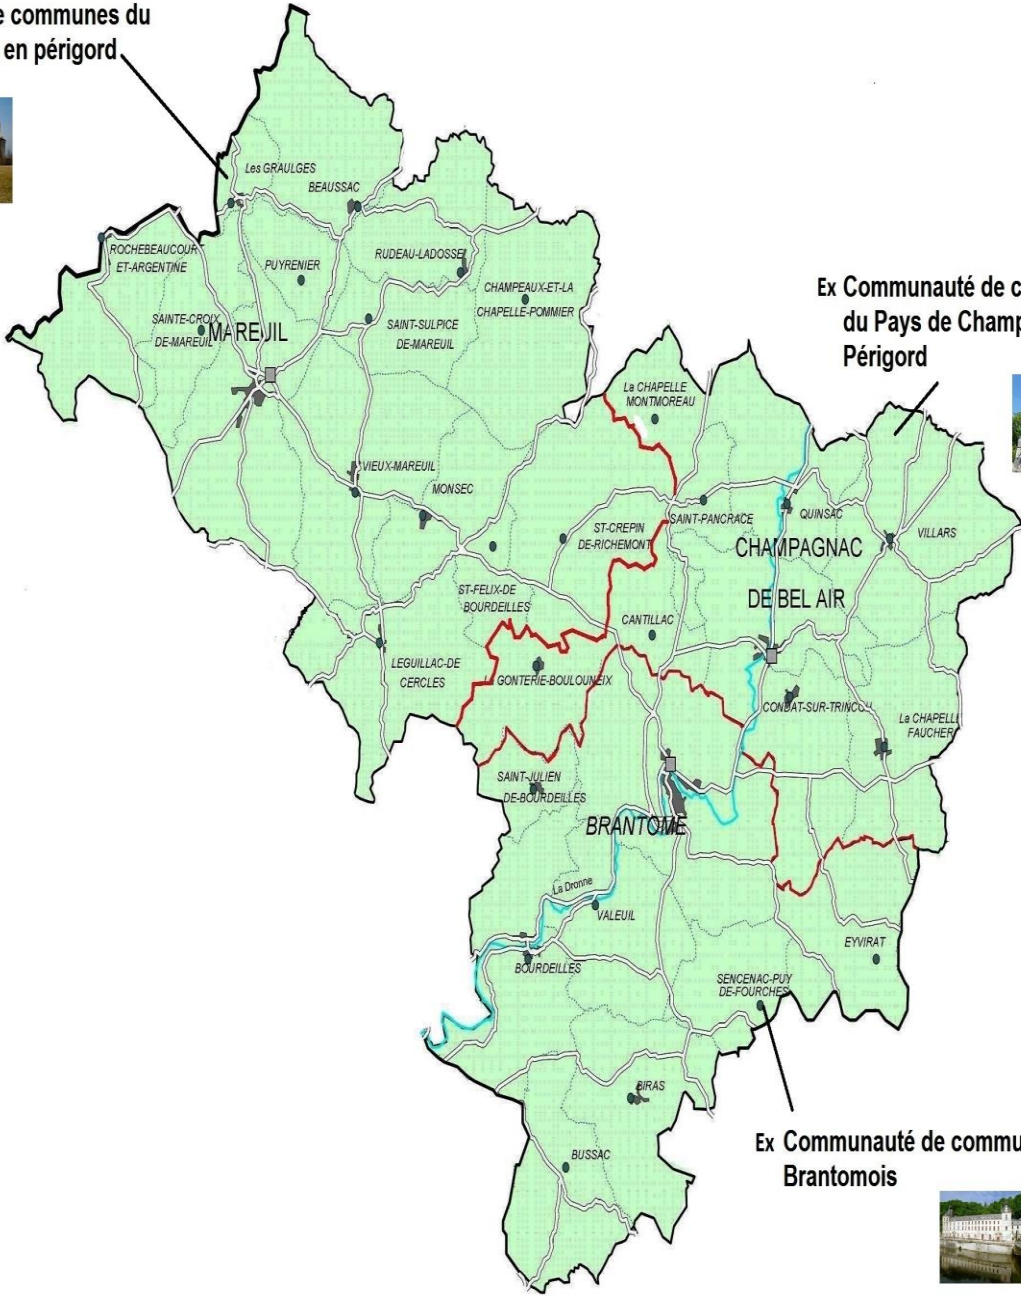 communes du
en périgord
Les GRAULGES
BEAUSSAC
ROCHEBEAUCOUR
ET-ARGENTINE
PUYRENIER
RUDEAU-LADOSSE
CHAMPEAUX-ET-LA
CHAPELLE-POMMIER
SAINTE-CROIX
DE-MAREUIL
MAREUIL
SAINT-SULPICE
DE-MAREUIL
Ex Communauté de c
du Pays de Champ
Périgord
La CHAPELLE
MONTMOREAU
VIEUX-MAREUIL
MONSEC
SAINT-PANCRACE
QUINSAC
VILLARS
ST-CREPIN
DE-RICHEMONT
CHAMPAGNAC
DE BEL AIR
ST-FELIX-DE
BOURDEILLES
CANTILLAC
LEGUILLAC-DE
CERCLES
GONTERIE-BOULOUNEIX
CONDAT-SUR-TRINCOU
La CHAPELLE
FAUCHER
SAINT-JULIEN
DE-BOURDEILLES
BRANTOME
La Dronne
VALEUIL
EYVIRAT
BOURDEILLES
SENCENAC-PUY
DE-FOURCHES
BIRAS
BUSSAC
Ex Communauté de commu
Brantomois